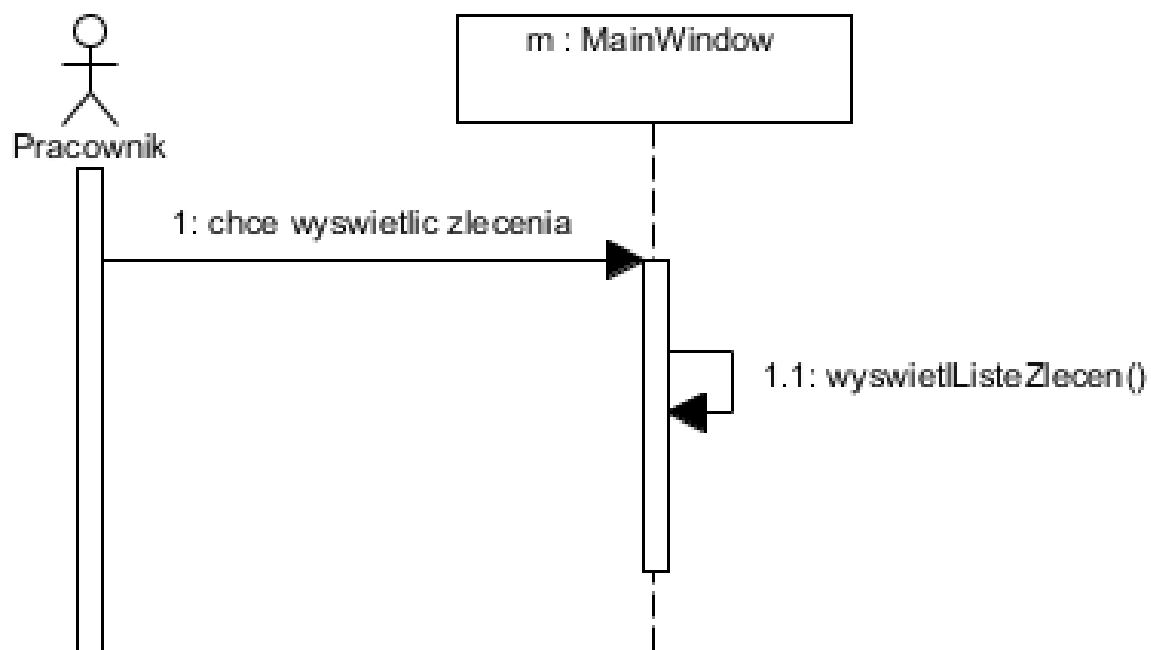 m : MainWindow
Pracownik
1: chce wyswietlic zlecenia
1.1: wyswietlListeZlecen()